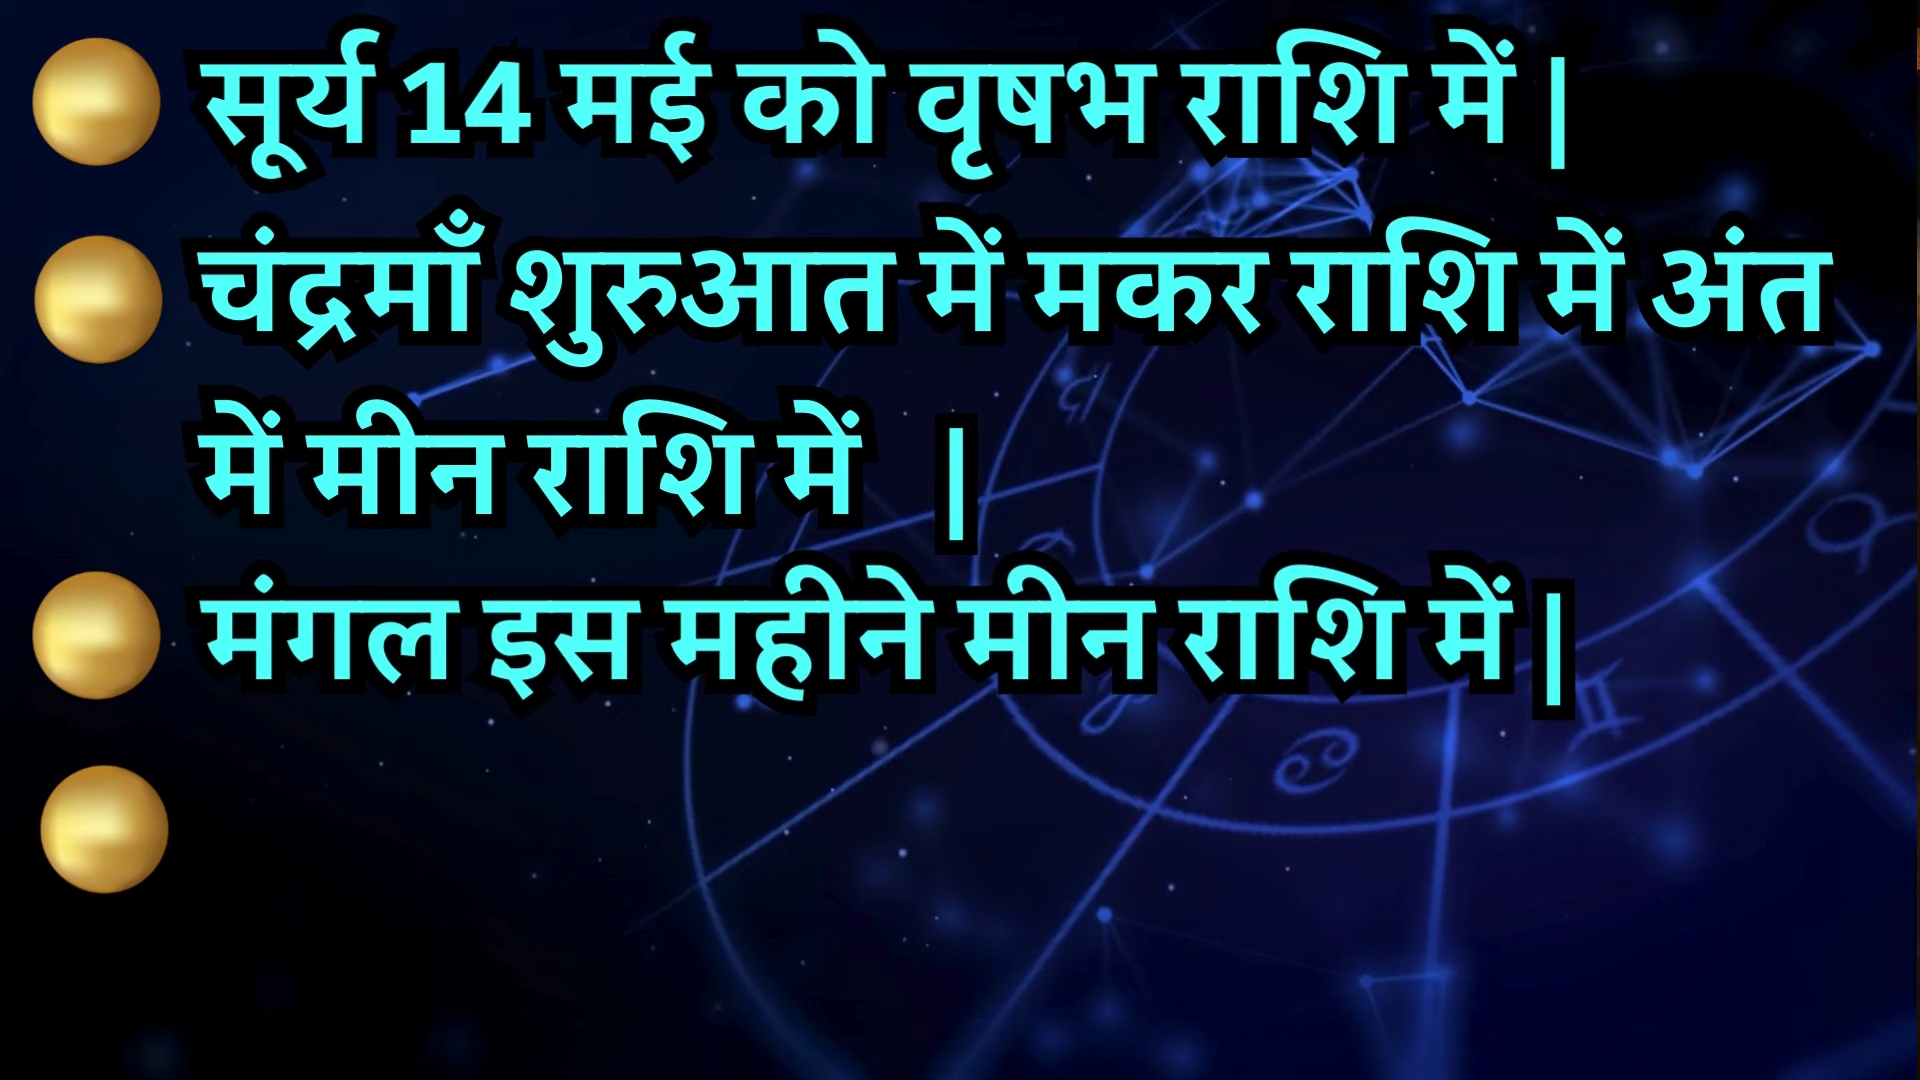 सूर्य 14 मई को वृषभ राशि में |
चंद्रमाँ शुरुआत में मकर राशि में अंत
में मीन राशि में |
मंगल इस महीने मीन राशि में |